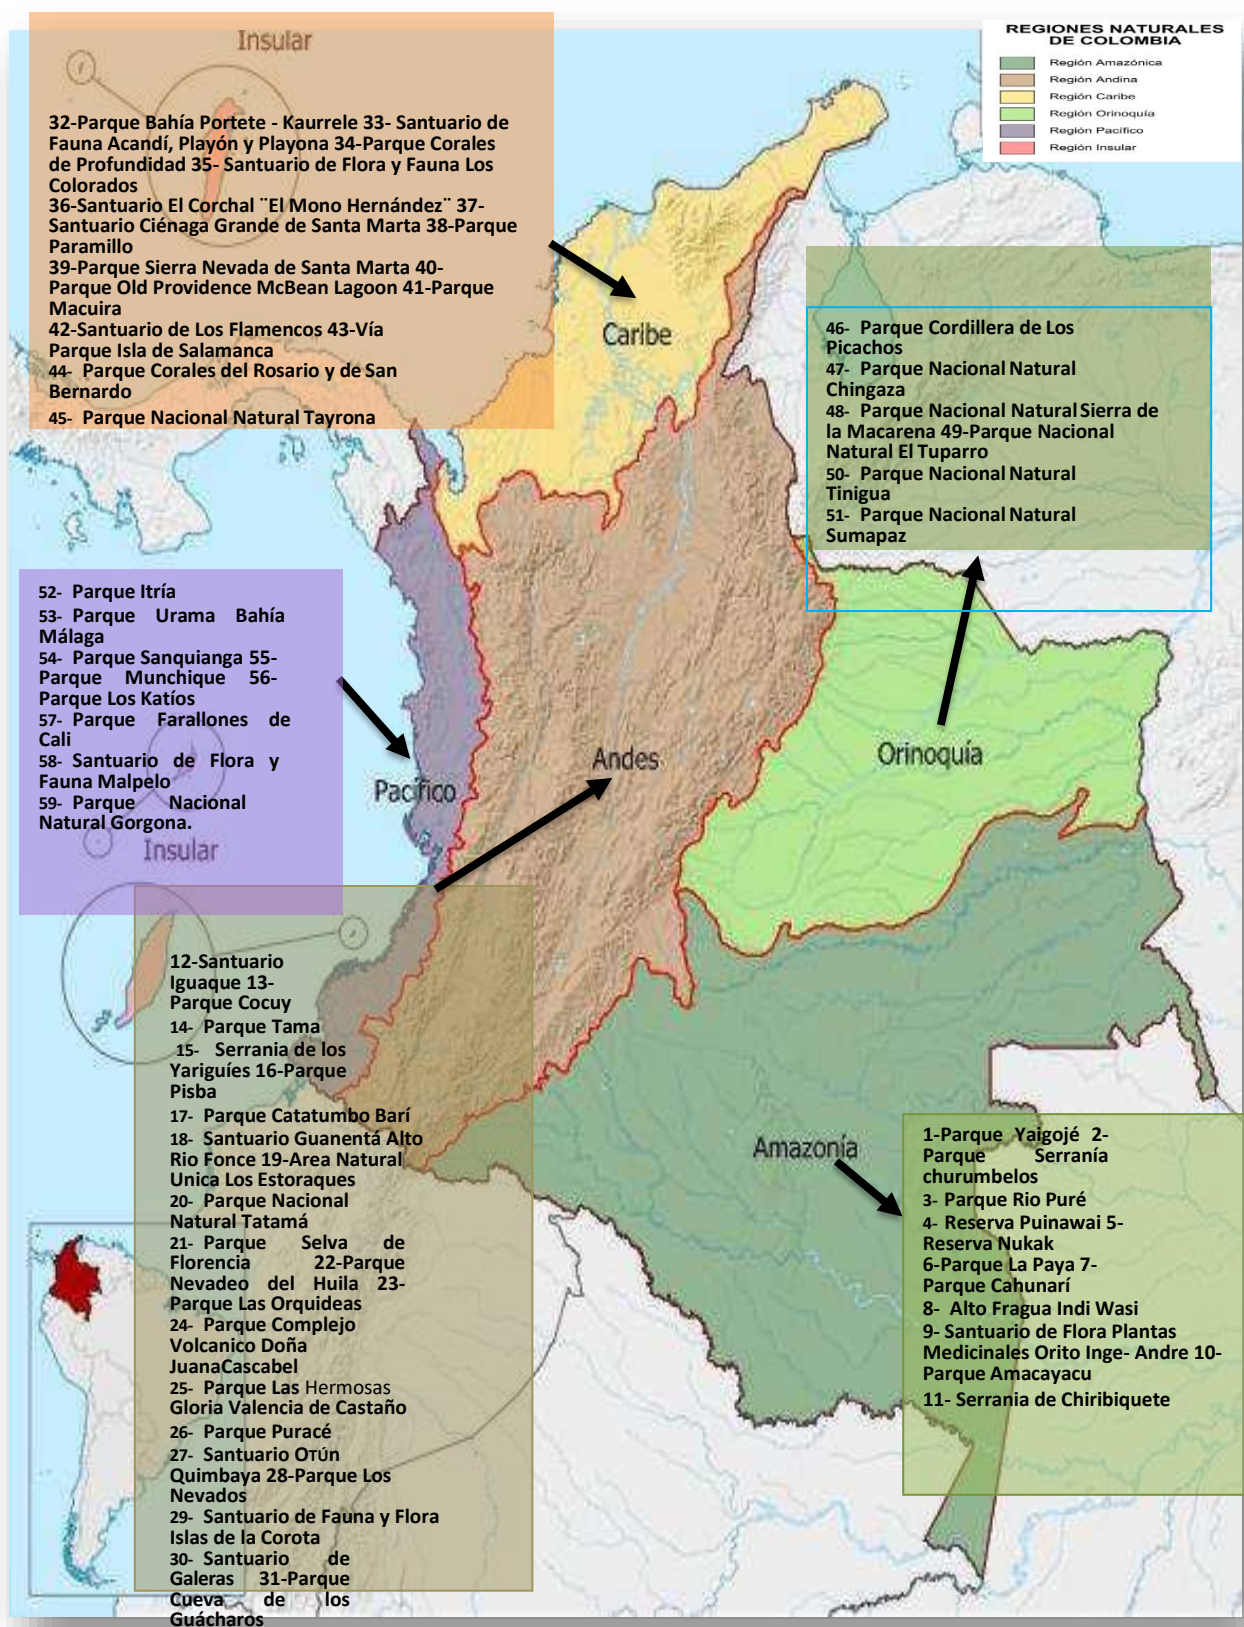 Insular
REGIONES NATURALES
DE COLOMBIA
Región Amazónica
Región Andina
Región Caribe
Región Orinoquía
Región Pacífico
Región Insular
32-Parque Bahía Portete - Kaurrele 33- Santuario de
Fauna Acandí, Playón y Playona 34-Parque Corales
de Profundidad 35- Santuario de Flora y Fauna Los
Colorados
36-Santuario El Corchal ¨El Mono Hernández¨ 37-
Santuario Ciénaga Grande de Santa Marta 38-Parque
Paramillo
39-Parque Sierra Nevada de Santa Marta 40-
Parque Old Providence McBean Lagoon 41-Parque
Macuira
42-Santuario de Los Flamencos 43-Vía
Parque Isla de Salamanca
44- Parque Corales del Rosario y de San
Bernardo
45- Parque Nacional Natural Tayrona
Caribe
46- Parque Cordillera de Los
Picachos
47- Parque Nacional Natural
Chingaza
48- Parque Nacional Natural Sierra de
la Macarena 49-Parque Nacional
Natural El Tuparro
50- Parque Nacional Natural
Tinigua
51- Parque Nacional Natural
Sumapaz
52- Parque Itría
53- Parque Urama Bahía
Málaga
54- Parque Sanquianga 55-
Parque Munchique 56-
Parque Los Katíos
57- Parque Farallones de
Cali
58- Santuario de Flora y
Fauna Malpelo
59- Parque Nacional
Natural Gorgona.
Insular
Pacífico
Andes
Orinoquía
12-Santuario
Iguaque 13-
Parque Cocuy
14- Parque Tama
15- Serrania de los
Yariguíes 16-Parque
Pisba
17- Parque Catatumbo Barí
18- Santuario Guanentá Alto
Rio Fonce 19-Area Natural
Unica Los Estoraques
20- Parque Nacional
Natural Tatamá
21- Parque Selva de
Florencia 22-Parque
Nevadeo del Huila 23-
Parque Las Orquideas
24- Parque Complejo
Volcanico Doña
JuanaCascabel
25- Parque Las Hermosas
Gloria Valencia de Castaño
26- Parque Puracé
27- Santuario Otún
Quimbaya 28-Parque Los
Nevados
29- Santuario de Fauna y Flora
Islas de la Corota
30- Santuario de
Galeras 31-Parque
Cueva de los
Guácharos
Amazonía
1-Parque Yaigojé 2-
Parque Serranía
churumbelos
3- Parque Rio Puré
4- Reserva Puinawai 5-
Reserva Nukak
6-Parque La Paya 7-
Parque Cahunarí
8- Alto Fragua Indi Wasi
9- Santuario de Flora Plantas
Medicinales Orito Inge- Andre 10-
Parque Amacayacu
11- Serrania de Chiribiquete